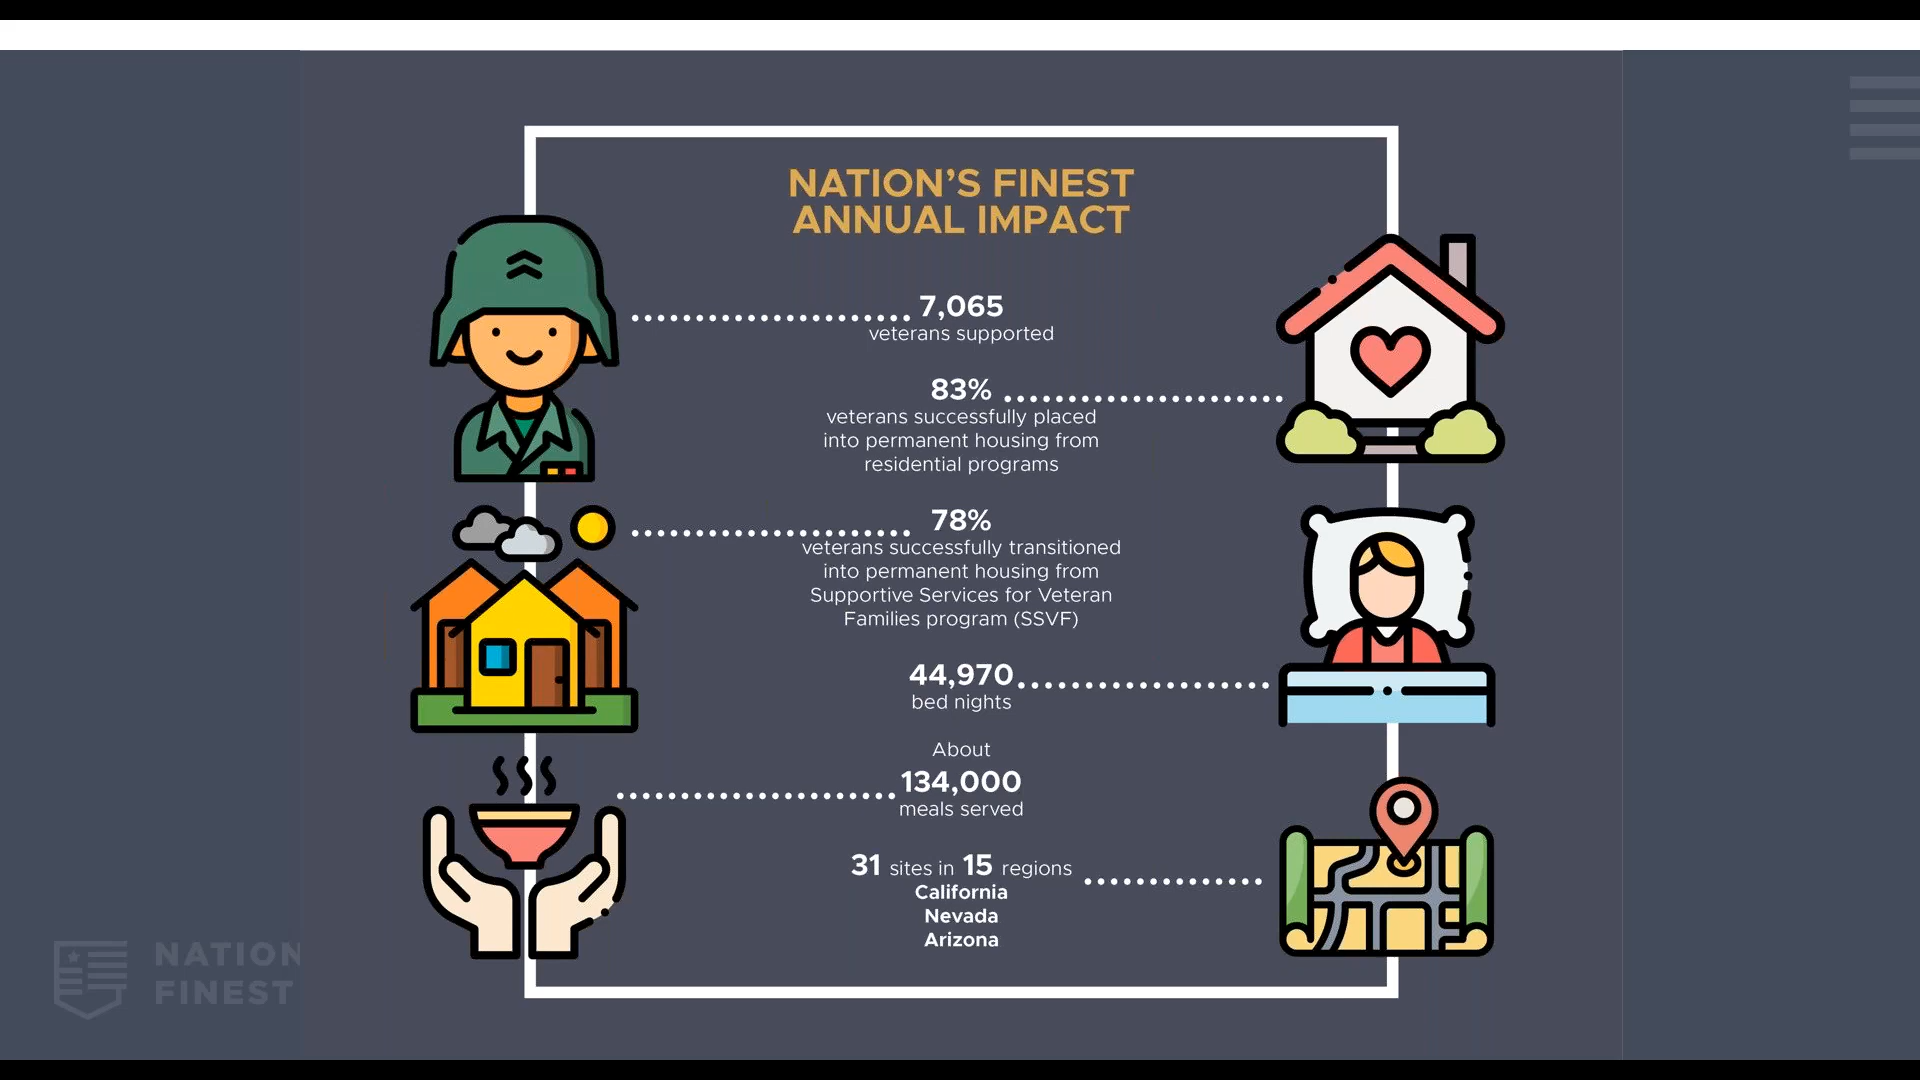 NATION’S FINEST
ANNUAL IMPACT
7,065
veterans supported
83%
veterans successfully placed
into permanent housing from
residential programs
78%
veterans successfully transitioned
into permanent housing from
Supportive Services for Veteran
Families program (SSVF)
44,970
bed nights
About
134,000
meals served
31 sites in 15 regions
California
Nevada
Arizona
NATION
FINEST